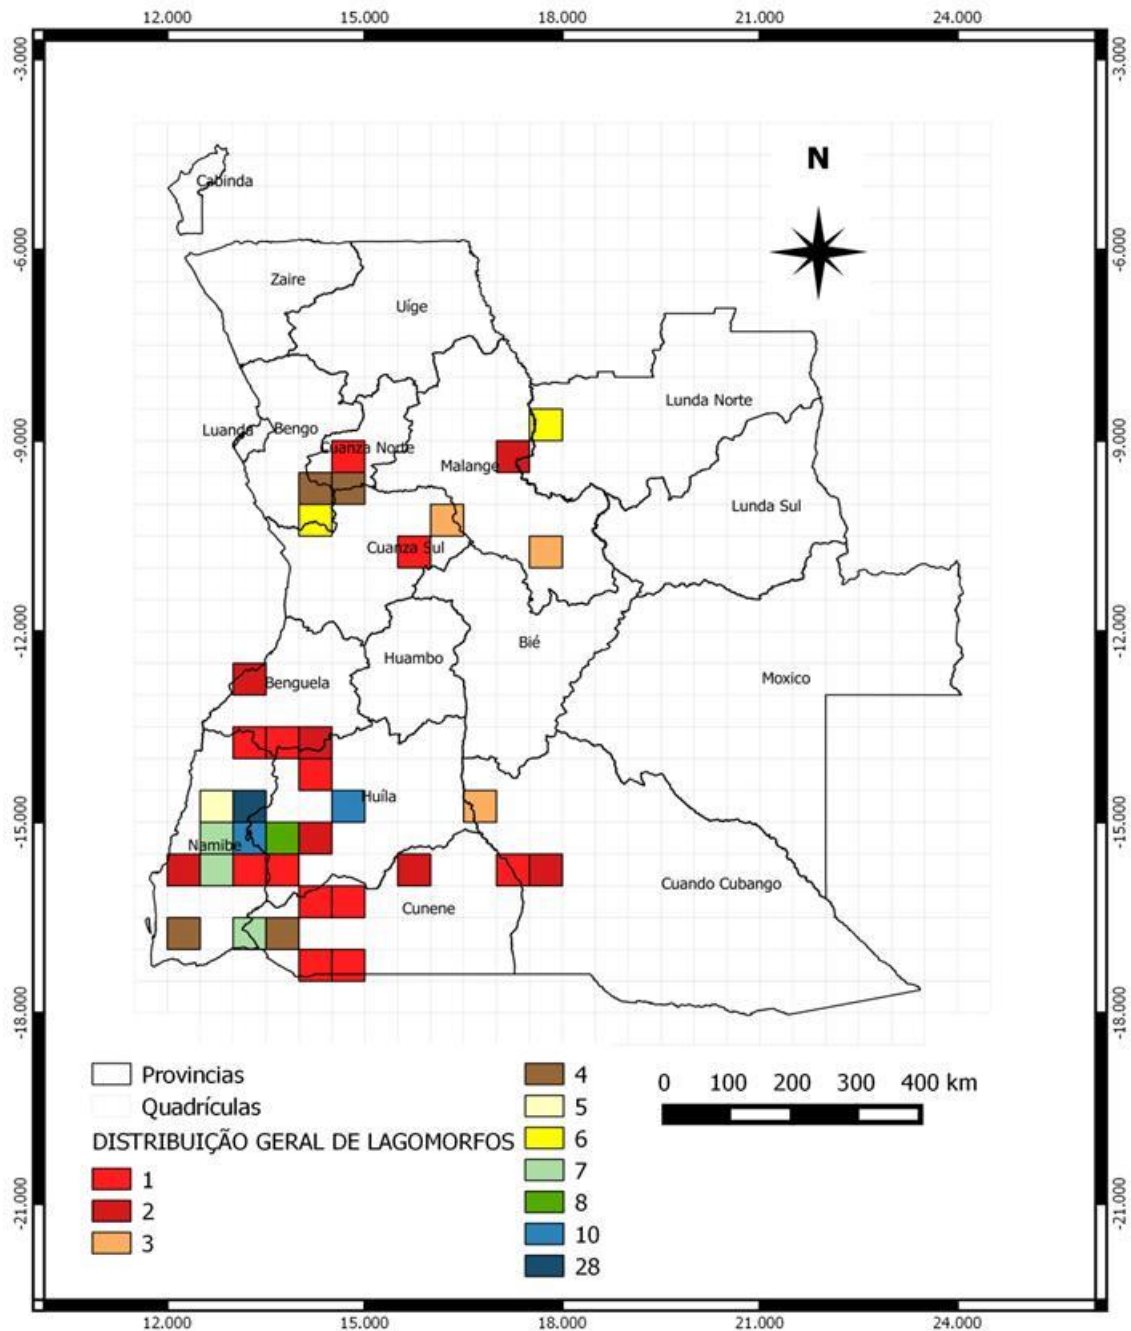 12.000 15.000 18.000 21.000 24.000
-3.000 -3.000
N
Cabinda
-6.000 -6.000
Zaire
Uíge
Lunda Norte
Luanda Bengo
-9.000 -9.000
Cuanza Norte
Malange
Lunda Sul
Cuanza Sul
-12.000 -12.000
Bié
Huambo
Benguela
Moxico
Huíla
-15.000 -15.000
Namibe
Cuando Cubango
Cunene
-18.000 -18.000
Provincias
Quadrículas
DISTRIBUIÇÃO GERAL DE LAGOMORFOS
1
2
3
4
5
6
7
8
10
28
0 100 200 300 400 km
-21.000 -21.000
12.000 15.000 18.000 21.000 24.000